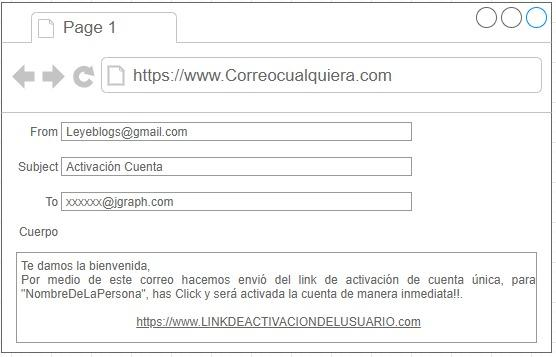 Page 1
https://www.Correocualquiera.com
From Leyeblogs@gmail.com
Subject Activación Cuenta
To xxxxxx@jgraph.com
Cuerpo
Te damos la bienvenida,
Por medio de este correo hacemos envió del link de activación de cuenta única, para
"NombreDeLaPersona", has Click y será activada la cuenta de manera inmediata!!.
https://www.LINKDEACTIVACIONDELUSUARIO.com